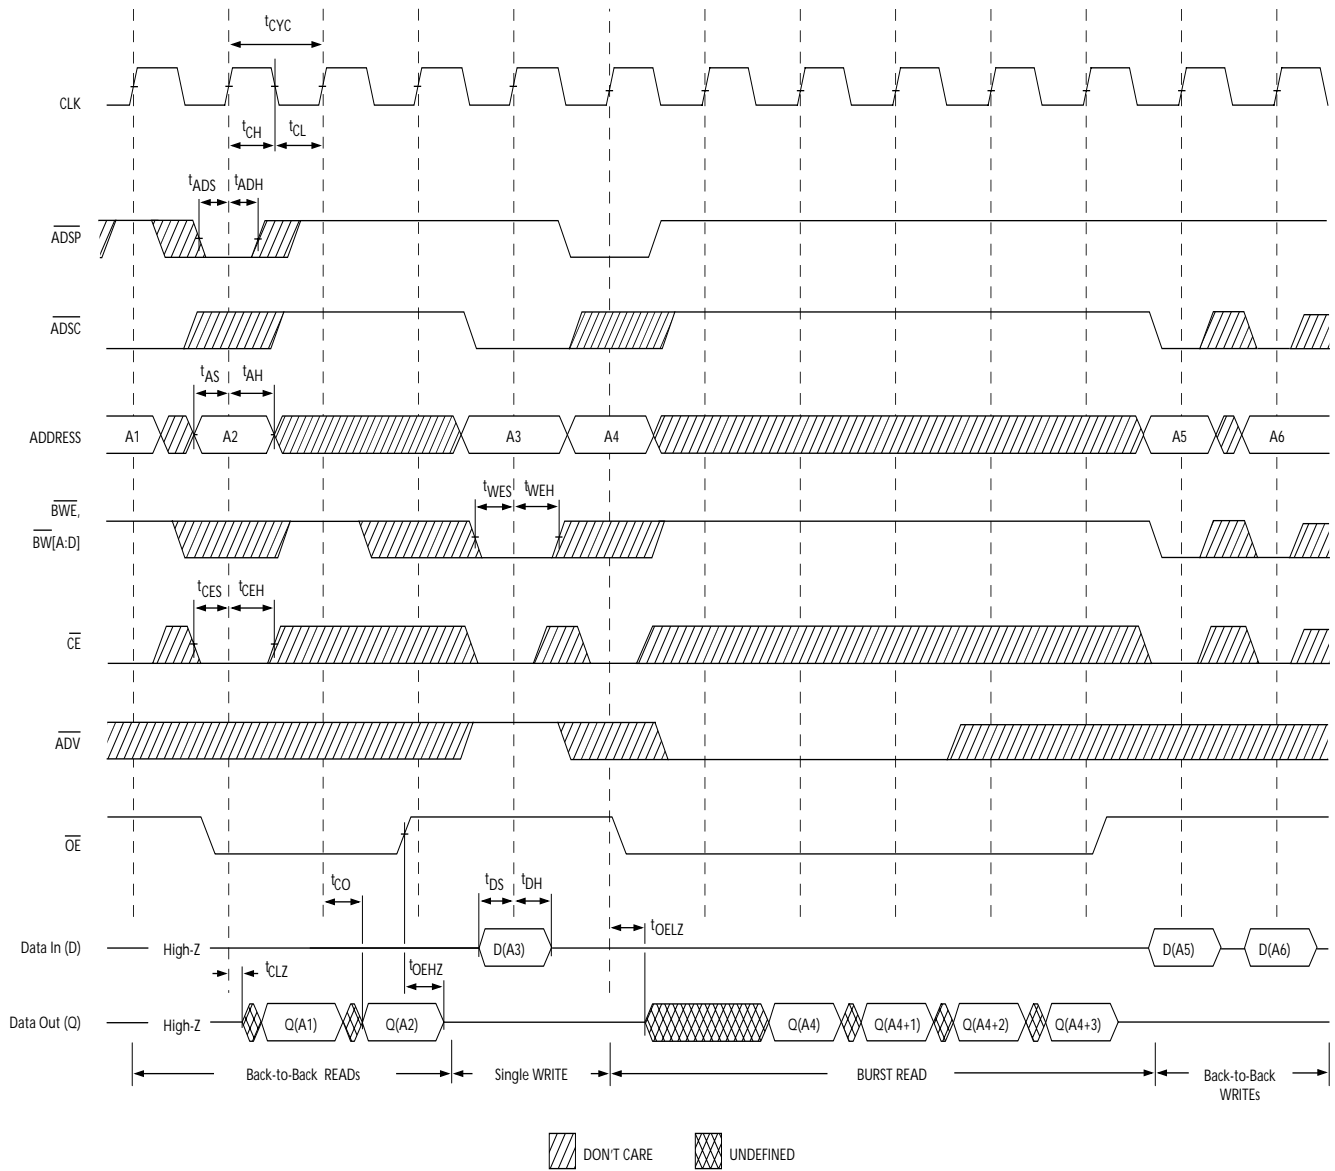 tCYC
CLK
tCH
tCL
tADS
tADH
ADSP
ADSC
tAS
tAH
ADDRESS
A1
A2
A3
A4
A5
A6
tWES
tWEH
BWE,
BW[A:D]
tCES
tCEH
CE
ADV
OE
tCO
tDS
tDH
tOELZ
Data In (D)
High-Z
D(A3)
D(A5)
D(A6)
tCLZ
tOEHZ
Data Out (Q)
High-Z
Q(A1)
Q(A2)
Q(A4)
Q(A4+1)
Q(A4+2)
Q(A4+3)
Back-to-Back READs
Single WRITE
BURST READ
Back-to-Back
WRITEs
DON'T CARE
UNDEFINED